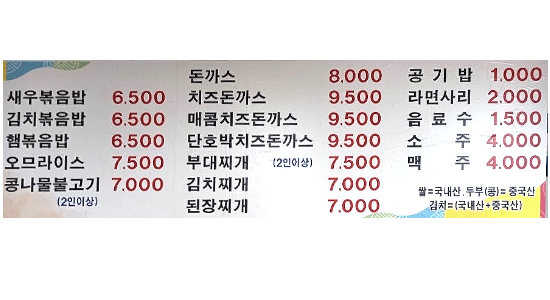 새우볶음밥 6.500
김치볶음밥 6.500
햄볶음밥 6.500
오므라이스 7.500
콩나물불고기 7.000
(2인이상)
돈까스 8.000
치즈돈까스 9.500
매콤치즈돈까스 9.500
단호박치즈돈까스 9.500
부대찌개 (2인이상) 7.500
김치찌개 7.000
된장찌개 7.000
공기밥 1.000
라면사리 2.000
음료수 1.500
소주 4.000
맥주 4.000
쌀=국내산, 두부(콩)= 중국산
김치=(국내산+중국산)